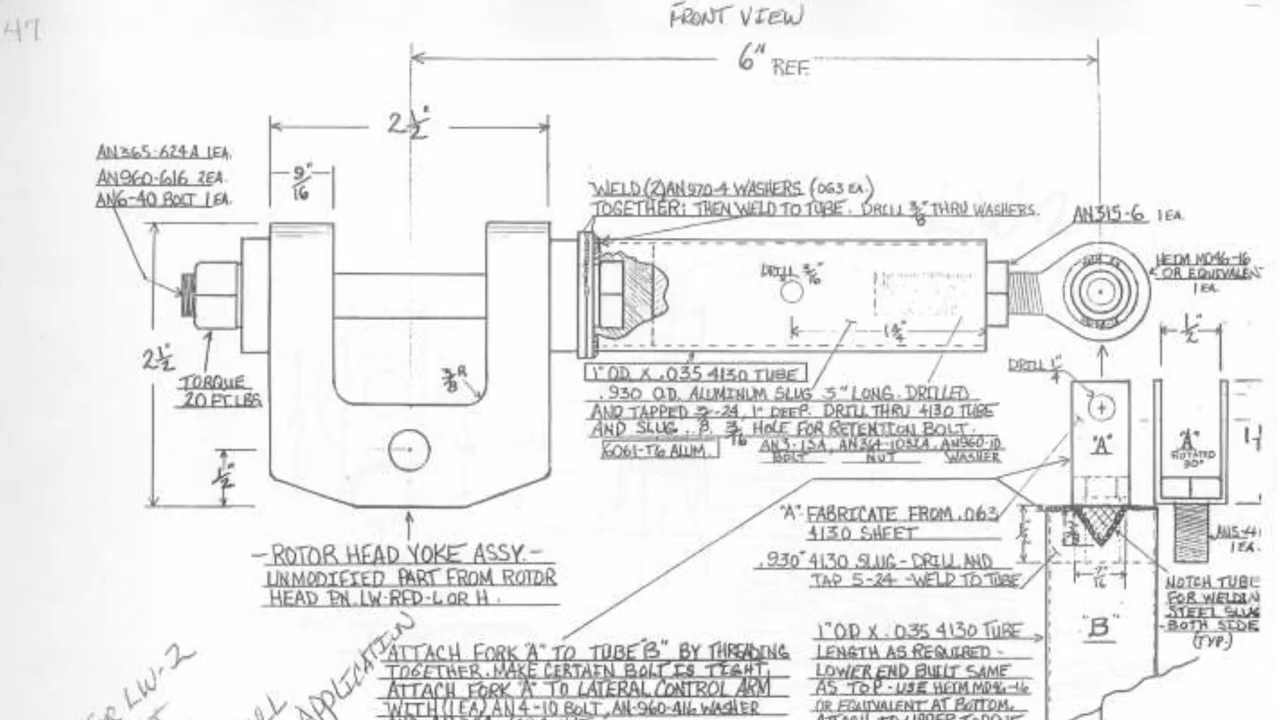 47
FRONT VIEW
6" REF.
2 1/2"
9/16"
AN365-624A 1EA.
AN960-616 2EA.
AN6-40 BOLT 1EA.
WELD (2) AN970-4 WASHERS (.063 EA.)
TOGETHER; THEN WELD TO TUBE. DRILL 3/8" THRU WASHERS.
AN315-6 1EA
HEIM MD46-16
OR EQUIVALEN
1EA.
DRILL 3/16"
2 1/2"
TORQUE
20 FT.LBS
3/8 R
1/2"
1 3/4"
1/2"
1" OD X .035 4130 TUBE
.930 O.D. ALUMINUM SLUG 3" LONG. DRILLED
AND TAPPED -24, 1" DEEP. DRILL THRU 4130 TUBE
AND SLUG. 3/16 HOLE FOR RETENTION BOLT.
6061-T6 ALUM. AN3-13A, AN364-1032A, AN960-10
BOLT NUT WASHER
DRILL 1/4"
"A"
"A"
ROTATED
90°
"A" FABRICATE FROM .063
4130 SHEET
.930" 4130 SLUG - DRILL AND
TAP 5-24 - WELD TO TUBE
7/16
1EA.
NOTCH TUBE
FOR WELDIN
STEEL SLUG
BOTH SIDE
(TYP.)
-ROTOR HEAD YOKE ASSY.-
UNMODIFIED PART FROM ROTOR
HEAD PN. LW-RFD-L OR H.
"B"
1" OD X .035 4130 TUBE
LENGTH AS REQUIRED -
LOWER END BUILT SAME
AS TOP - USE HEIM MD46-16
OR EQUIVALENT AT BOTTOM.
ATTACH FORK "A" TO TUBE "B" BY THREADING
TOGETHER. MAKE CERTAIN BOLT IS TIGHT.
ATTACH FORK "A" TO LATERAL CONTROL ARM
WITH (1EA) AN4-10 BOLT, AN-960-416 WASHER
LW-2
APPLICATION